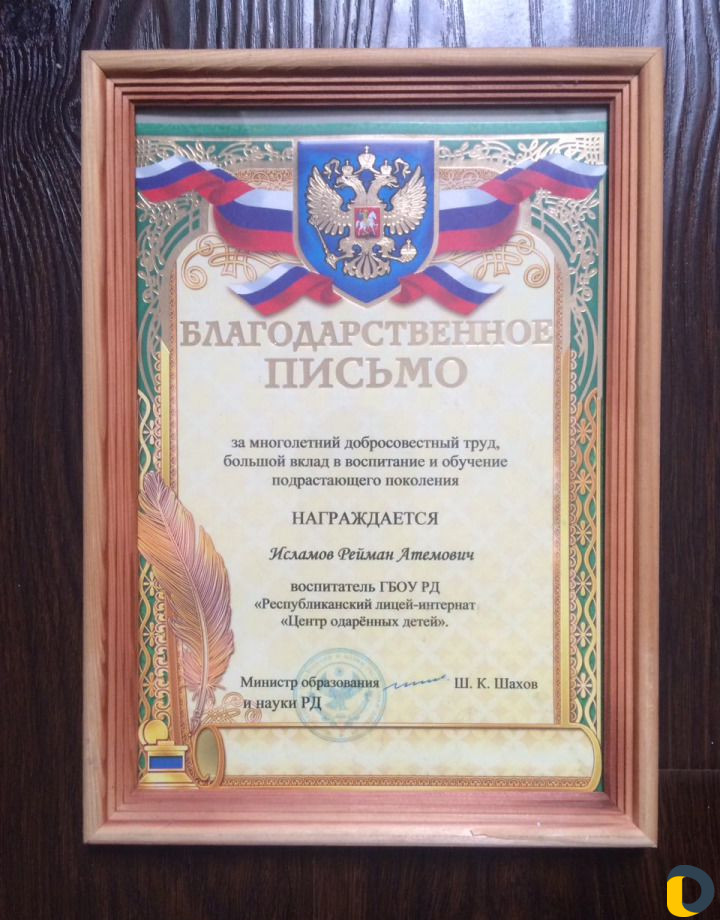 БЛАГОДАРСТВЕННОЕ
ПИСЬМО
за многолетний добросовестный труд,
большой вклад в воспитание и обучение
подрастающего поколения
НАГРАЖДАЕТСЯ
Исламов Рейман Атемович
воспитатель ГБОУ РД
«Республиканский лицей-интернат
«Центр одарённых детей».
Министр образования Ш. К. Шахов
и науки РД